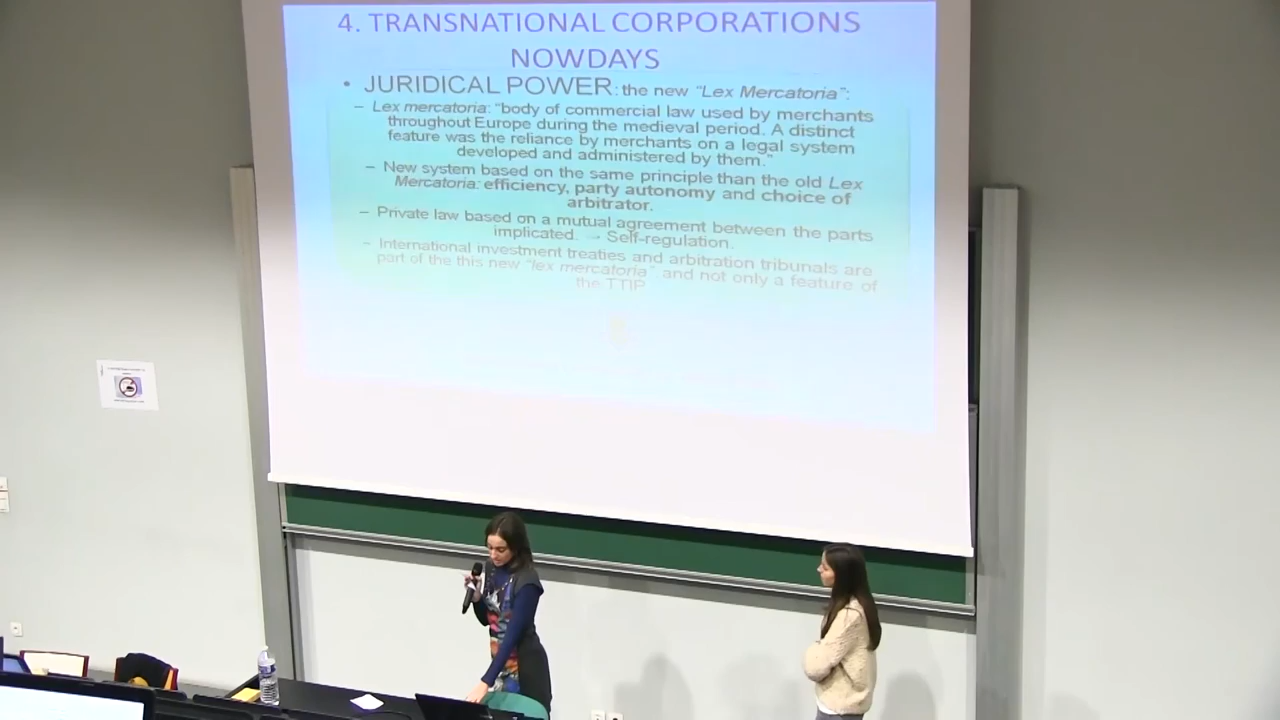 4. TRANSNATIONAL CORPORATIONS
NOWDAYS
• JURIDICAL POWER: the new “Lex Mercatoria”:
– Lex mercatoria: “body of commercial law used by merchants
throughout Europe during the medieval period. A distinct
feature was the reliance by merchants on a legal system
developed and administered by them.”
– New system based on the same principle than the old Lex
Mercatoria: efficiency, party autonomy and choice of
arbitrator.
– Private law based on a mutual agreement between the parts
implicated. → Self-regulation.
– International investment treaties and arbitration tribunals are
part of the this new “lex mercatoria” and not only a feature of
the TTIP